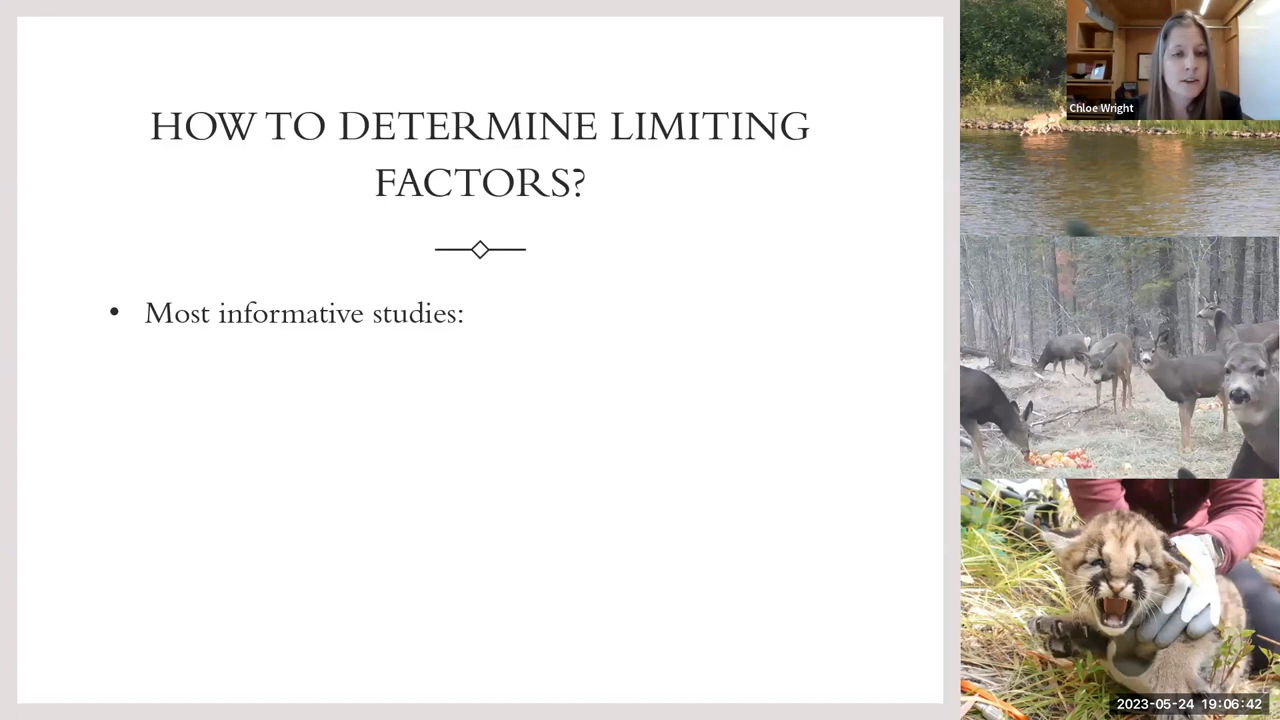 HOW TO DETERMINE LIMITING
FACTORS?
• Most informative studies:
Chloe Wright
2023-05-24 19:06:42